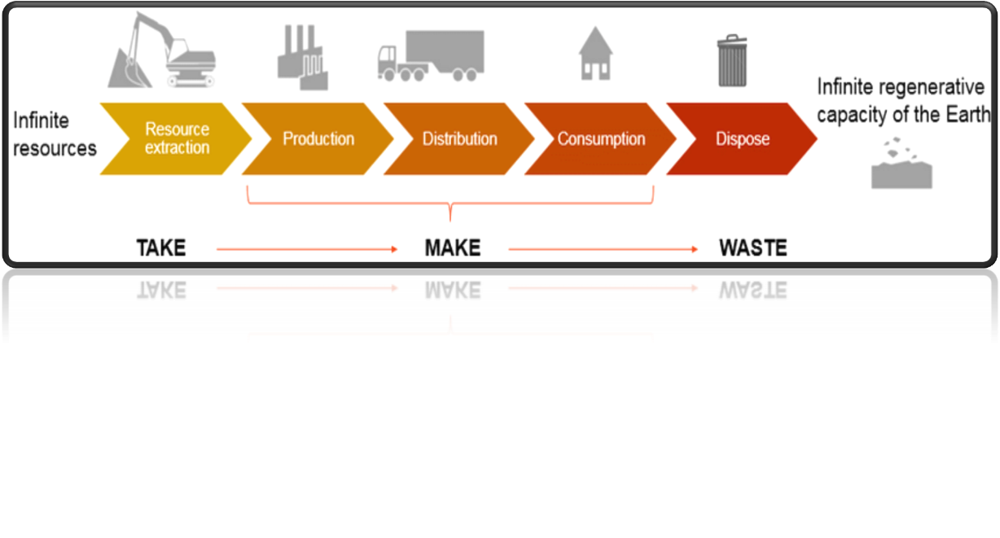 Infinite
resources
Resource
extraction
Production
Distribution
Consumption
Dispose
Infinite regenerative
capacity of the Earth
TAKE
MAKE
WASTE